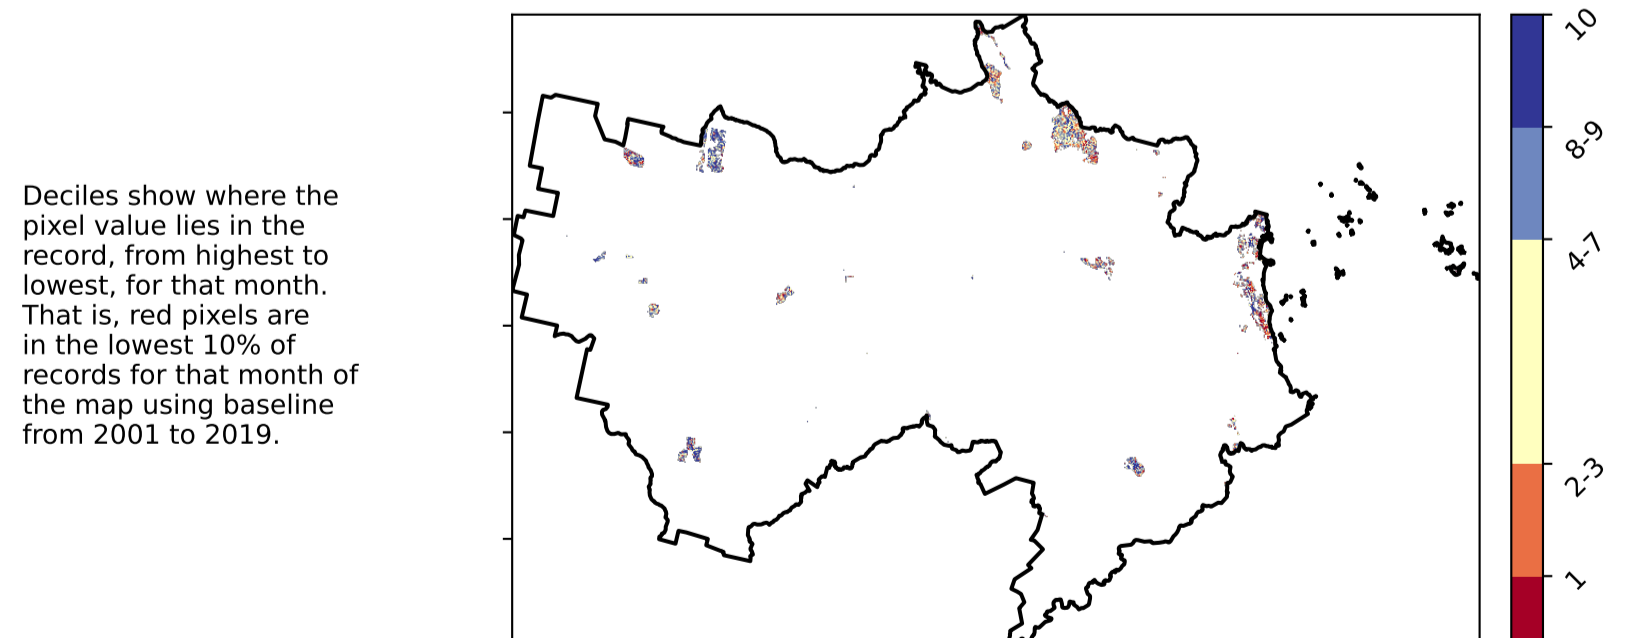 Deciles show where the
pixel value lies in the
record, from highest to
lowest, for that month.
That is, red pixels are
in the lowest 10% of
records for that month of
the map using baseline
from 2001 to 2019.
10
8-9
4-7
2-3
1